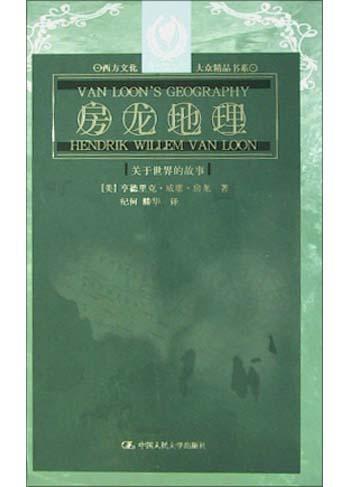 西方文化 大众精品书系
VAN LOON'S GEOGRAPHY
房龙地理
HENDRIK WILLEM VAN LOON
关于世界的故事
[美] 亨德里克·威廉·房龙 著
纪何 滕华 译
中国人民大学出版社